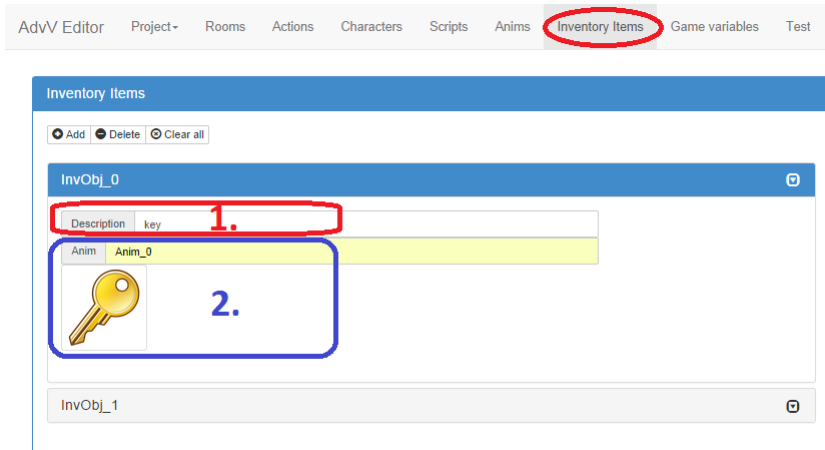 AdvV Editor Project Rooms Actions Characters Scripts Anims Inventory Items Game variables Test
Inventory Items
Add Delete Clear all
InvObj_0
Description key 1.
Anim Anim_0
2.
InvObj_1